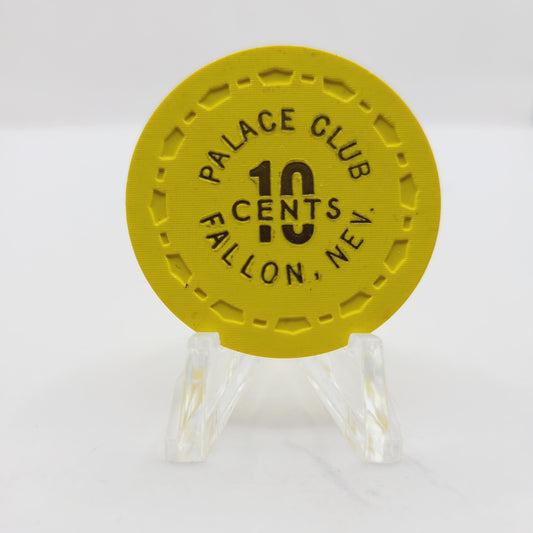 PALACE CLUB
10
CENTS
FALLON, NEV.